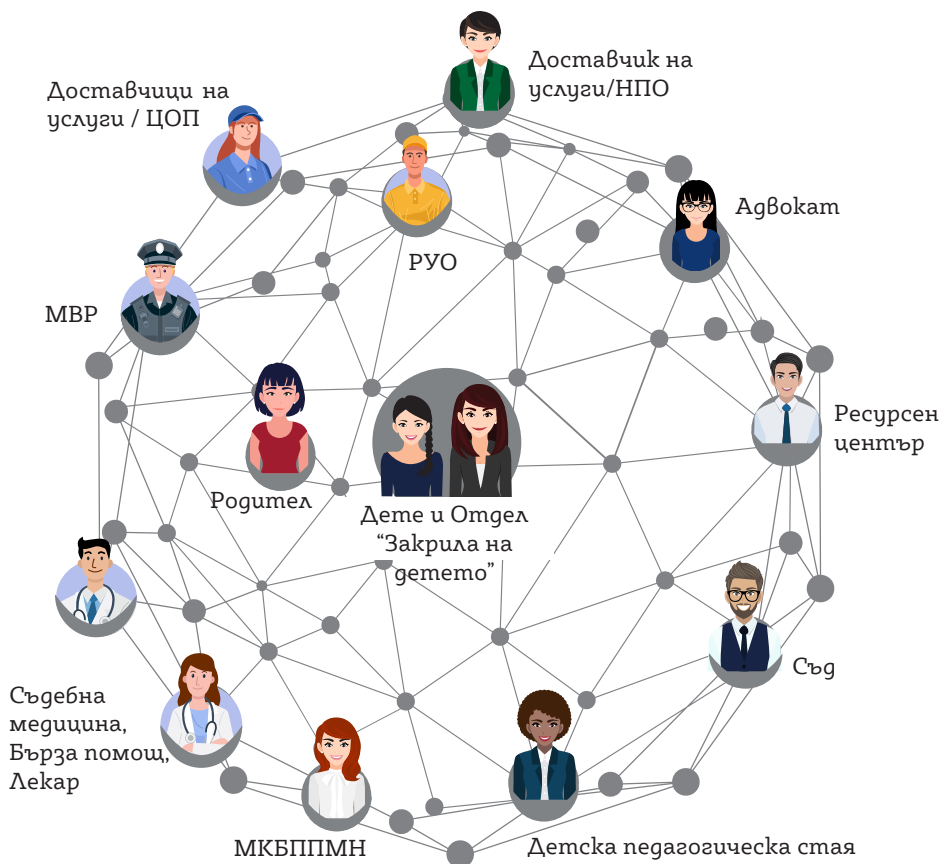 Доставчик на
услуги/НПО
Доставчици на
услуги / ЦОП
Адвокат
РУО
МВР
Ресурсен
център
Родител
Дете и Отдел
“Закрила на
детето”
Съд
Съдебна
медицина,
Бърза помощ,
Лекар
МКБППМН
Детска педагогическа стая